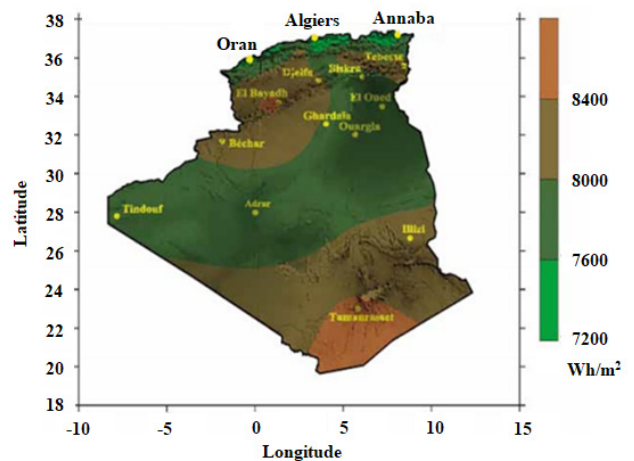 Algiers
Annaba
Oran
Tebessa
Djelfa
Biskra
El Bayadh
El Oued
Ghardaïa
Ouargla
Béchar
Tindouf
Adrar
Illizi
Tamanrasset
Latitude
38
36
34
32
30
28
26
24
22
20
18
-10
-5
0
5
10
15
Longitude
8400
8000
7600
7200
Wh/m²